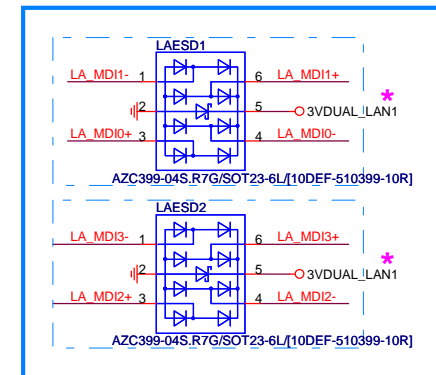 LAESD1
LA_MDI1- 1 6 LA_MDI1+
2 5 3VDUAL_LAN1 *
LA_MDI0+ 3 4 LA_MDI0-
AZC399-04S.R7G/SOT23-6L/[10DEF-510399-10R]
LAESD2
LA_MDI3- 1 6 LA_MDI3+
2 5 3VDUAL_LAN1 *
LA_MDI2+ 3 4 LA_MDI2-
AZC399-04S.R7G/SOT23-6L/[10DEF-510399-10R]